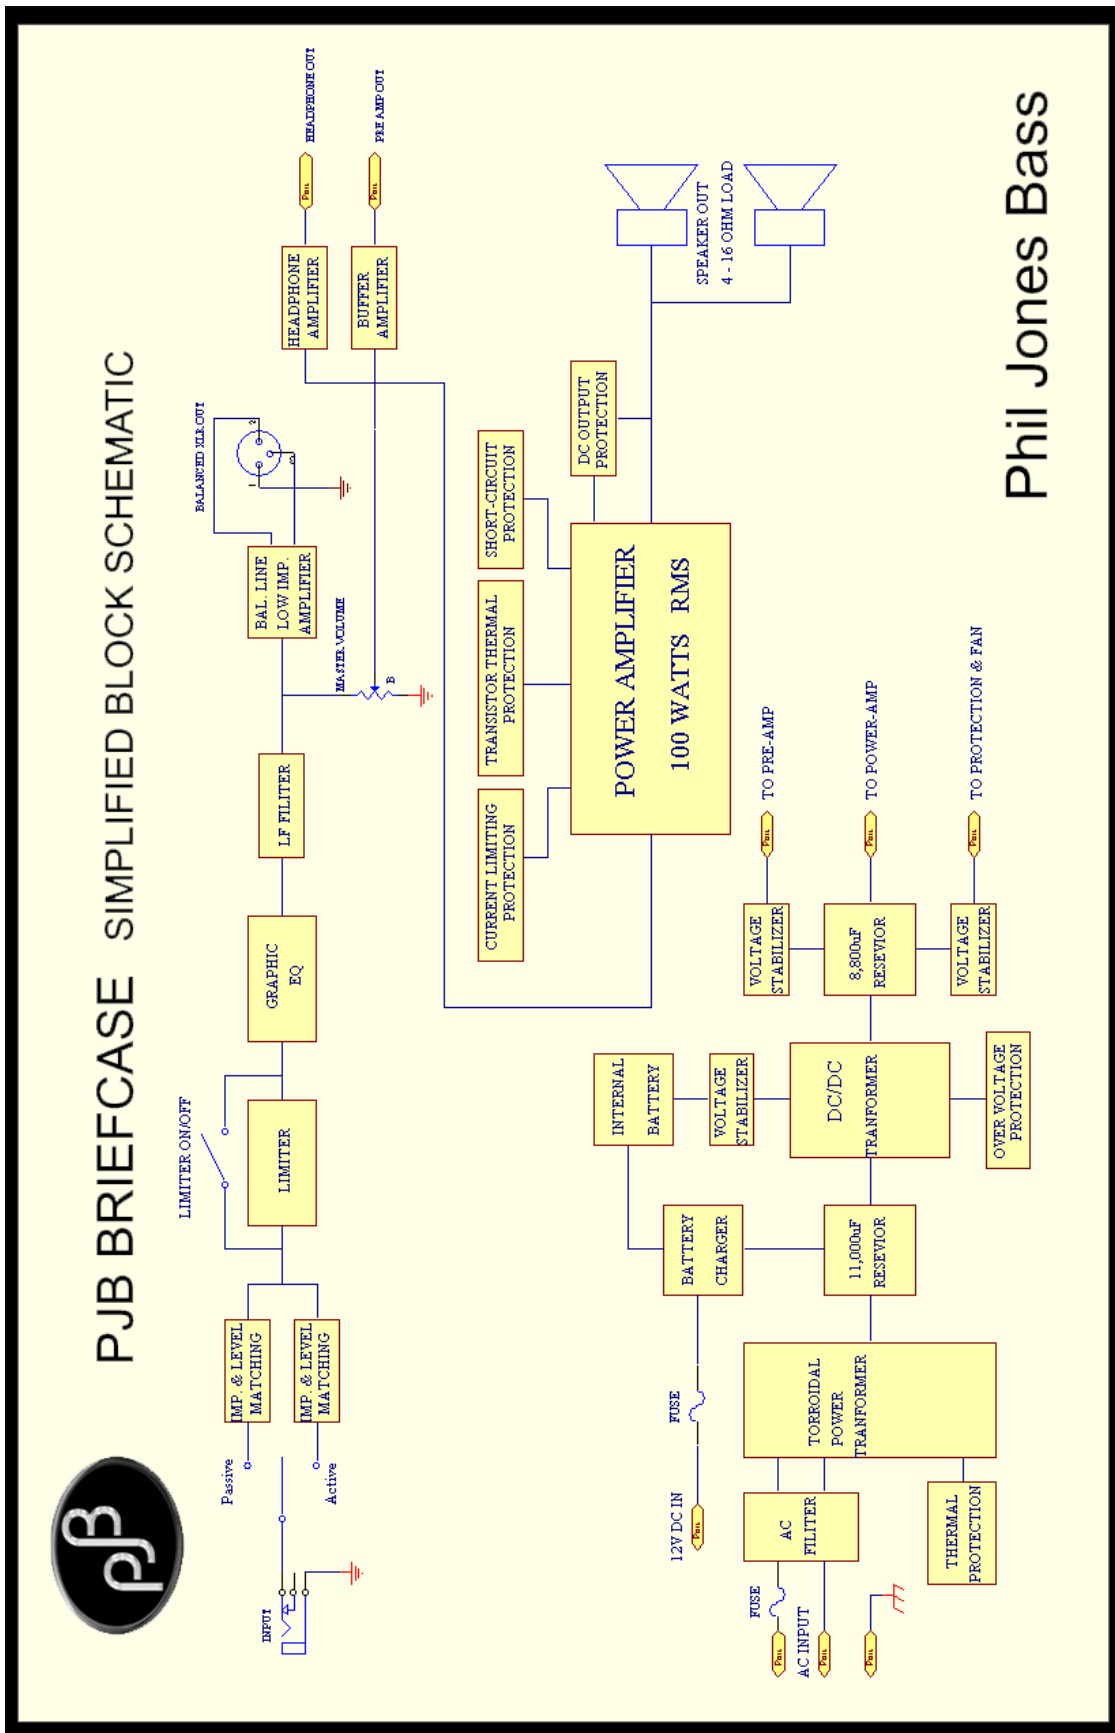 PJB
PJB BRIEFCASE SIMPLIFIED BLOCK SCHEMATIC
INPUT
Passive
Active
IMP. & LEVEL
MATCHING
IMP. & LEVEL
MATCHING
LIMITER ON/OFF
LIMITER
GRAPHIC
EQ
LF FILITER
MASTER VOLUME
B
BAL. LINE
LOW IMP.
AMPLIFIER
BALANCED XLR OUT
1
2
HEADPHONE
AMPLIFIER
HEADPHONE OUT
BUFFER
AMPLIFIER
PRE AMP OUT
CURRENT LIMITING
PROTECTION
TRANSISTOR THERMAL
PROTECTION
SHORT-CIRCUIT
PROTECTION
DC OUTPUT
PROTECTION
POWER AMPLIFIER
100 WATTS RMS
SPEAKER OUT
4 - 16 OHM LOAD
12V DC IN
FUSE
BATTERY
CHARGER
INTERNAL
BATTERY
VOLTAGE
STABILIZER
FUSE
AC INPUT
AC
FILITER
THERMAL
PROTECTION
TORROIDAL
POWER
TRANFORMER
11,000uF
RESEVIOR
DC/DC
TRANFORMER
OVER VOLTAGE
PROTECTION
VOLTAGE
STABILIZER
TO PRE-AMP
8,800uF
RESEVIOR
TO POWER-AMP
VOLTAGE
STABILIZER
TO PROTECTION & FAN
Phil Jones Bass